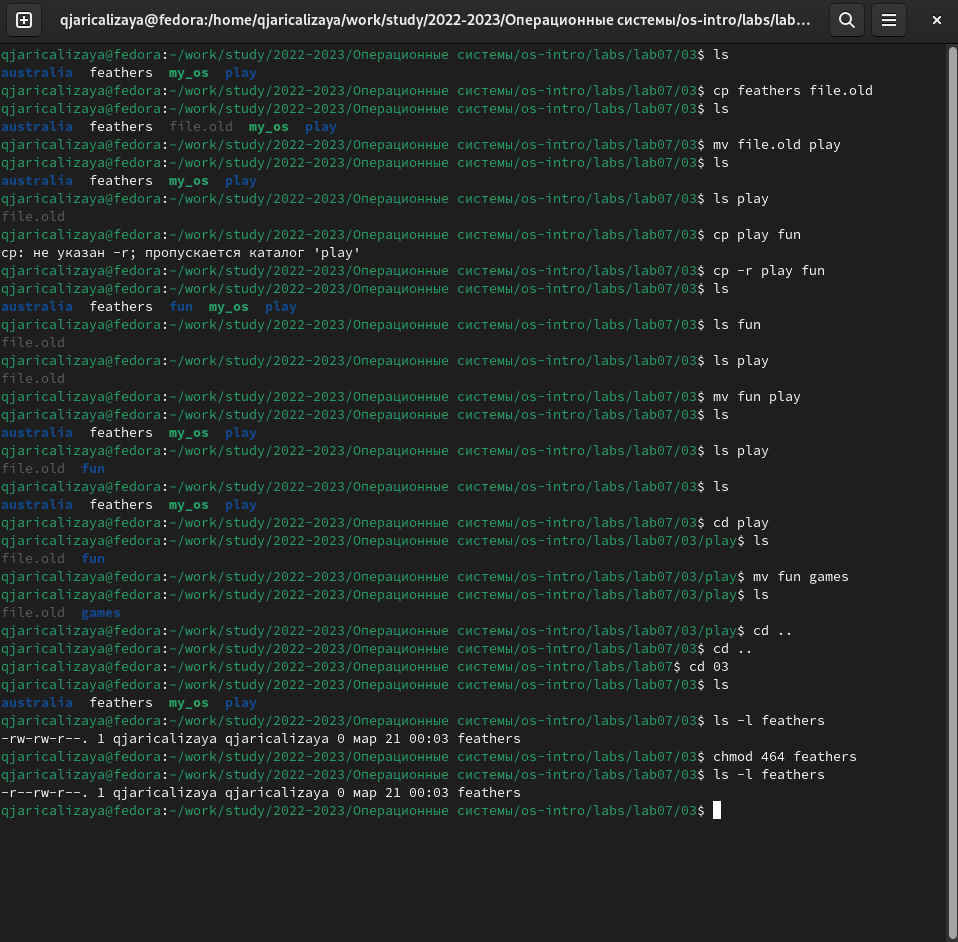 qjaricalizaya@fedora:/home/qjaricalizaya/work/study/2022-2023/Операционные системы/os-intro/labs/lab...
qjaricalizaya@fedora:~/work/study/2022-2023/Операционные системы/os-intro/labs/lab07/03$ ls
australia  feathers  my_os  play
qjaricalizaya@fedora:~/work/study/2022-2023/Операционные системы/os-intro/labs/lab07/03$ cp feathers file.old
qjaricalizaya@fedora:~/work/study/2022-2023/Операционные системы/os-intro/labs/lab07/03$ ls
australia  feathers  file.old  my_os  play
qjaricalizaya@fedora:~/work/study/2022-2023/Операционные системы/os-intro/labs/lab07/03$ mv file.old play
qjaricalizaya@fedora:~/work/study/2022-2023/Операционные системы/os-intro/labs/lab07/03$ ls
australia  feathers  my_os  play
qjaricalizaya@fedora:~/work/study/2022-2023/Операционные системы/os-intro/labs/lab07/03$ ls play
file.old
qjaricalizaya@fedora:~/work/study/2022-2023/Операционные системы/os-intro/labs/lab07/03$ cp play fun
cp: не указан -r; пропускается каталог 'play'
qjaricalizaya@fedora:~/work/study/2022-2023/Операционные системы/os-intro/labs/lab07/03$ cp -r play fun
qjaricalizaya@fedora:~/work/study/2022-2023/Операционные системы/os-intro/labs/lab07/03$ ls
australia  feathers  fun  my_os  play
qjaricalizaya@fedora:~/work/study/2022-2023/Операционные системы/os-intro/labs/lab07/03$ ls fun
file.old
qjaricalizaya@fedora:~/work/study/2022-2023/Операционные системы/os-intro/labs/lab07/03$ ls play
file.old
qjaricalizaya@fedora:~/work/study/2022-2023/Операционные системы/os-intro/labs/lab07/03$ mv fun play
qjaricalizaya@fedora:~/work/study/2022-2023/Операционные системы/os-intro/labs/lab07/03$ ls
australia  feathers  my_os  play
qjaricalizaya@fedora:~/work/study/2022-2023/Операционные системы/os-intro/labs/lab07/03$ ls play
file.old  fun
qjaricalizaya@fedora:~/work/study/2022-2023/Операционные системы/os-intro/labs/lab07/03$ ls
australia  feathers  my_os  play
qjaricalizaya@fedora:~/work/study/2022-2023/Операционные системы/os-intro/labs/lab07/03$ cd play
qjaricalizaya@fedora:~/work/study/2022-2023/Операционные системы/os-intro/labs/lab07/03/play$ ls
file.old  fun
qjaricalizaya@fedora:~/work/study/2022-2023/Операционные системы/os-intro/labs/lab07/03/play$ mv fun games
qjaricalizaya@fedora:~/work/study/2022-2023/Операционные системы/os-intro/labs/lab07/03/play$ ls
file.old  games
qjaricalizaya@fedora:~/work/study/2022-2023/Операционные системы/os-intro/labs/lab07/03/play$ cd ..
qjaricalizaya@fedora:~/work/study/2022-2023/Операционные системы/os-intro/labs/lab07/03$ cd ..
qjaricalizaya@fedora:~/work/study/2022-2023/Операционные системы/os-intro/labs/lab07$ cd 03
qjaricalizaya@fedora:~/work/study/2022-2023/Операционные системы/os-intro/labs/lab07/03$ ls
australia  feathers  my_os  play
qjaricalizaya@fedora:~/work/study/2022-2023/Операционные системы/os-intro/labs/lab07/03$ ls -l feathers
-rw-rw-r--. 1 qjaricalizaya qjaricalizaya 0 мар 21 00:03 feathers
qjaricalizaya@fedora:~/work/study/2022-2023/Операционные системы/os-intro/labs/lab07/03$ chmod 464 feathers
qjaricalizaya@fedora:~/work/study/2022-2023/Операционные системы/os-intro/labs/lab07/03$ ls -l feathers
-r--rw-r--. 1 qjaricalizaya qjaricalizaya 0 мар 21 00:03 feathers
qjaricalizaya@fedora:~/work/study/2022-2023/Операционные системы/os-intro/labs/lab07/03$